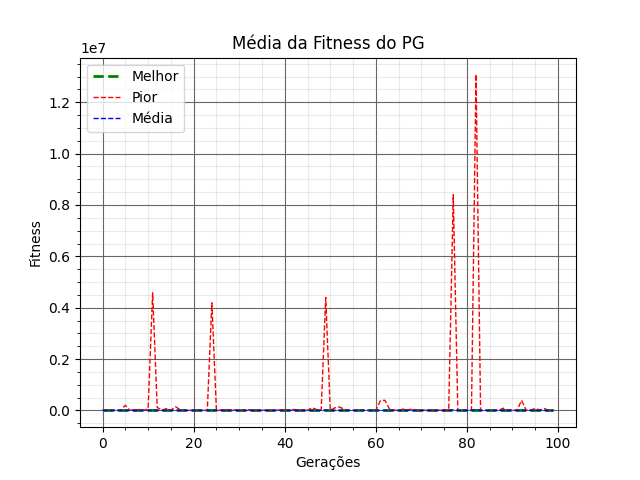 Média da Fitness do PG
1e7
Melhor
Pior
Média
1.2
1.0
0.8
0.6
0.4
0.2
0.0
Fitness
0 20 40 60 80 100
Gerações